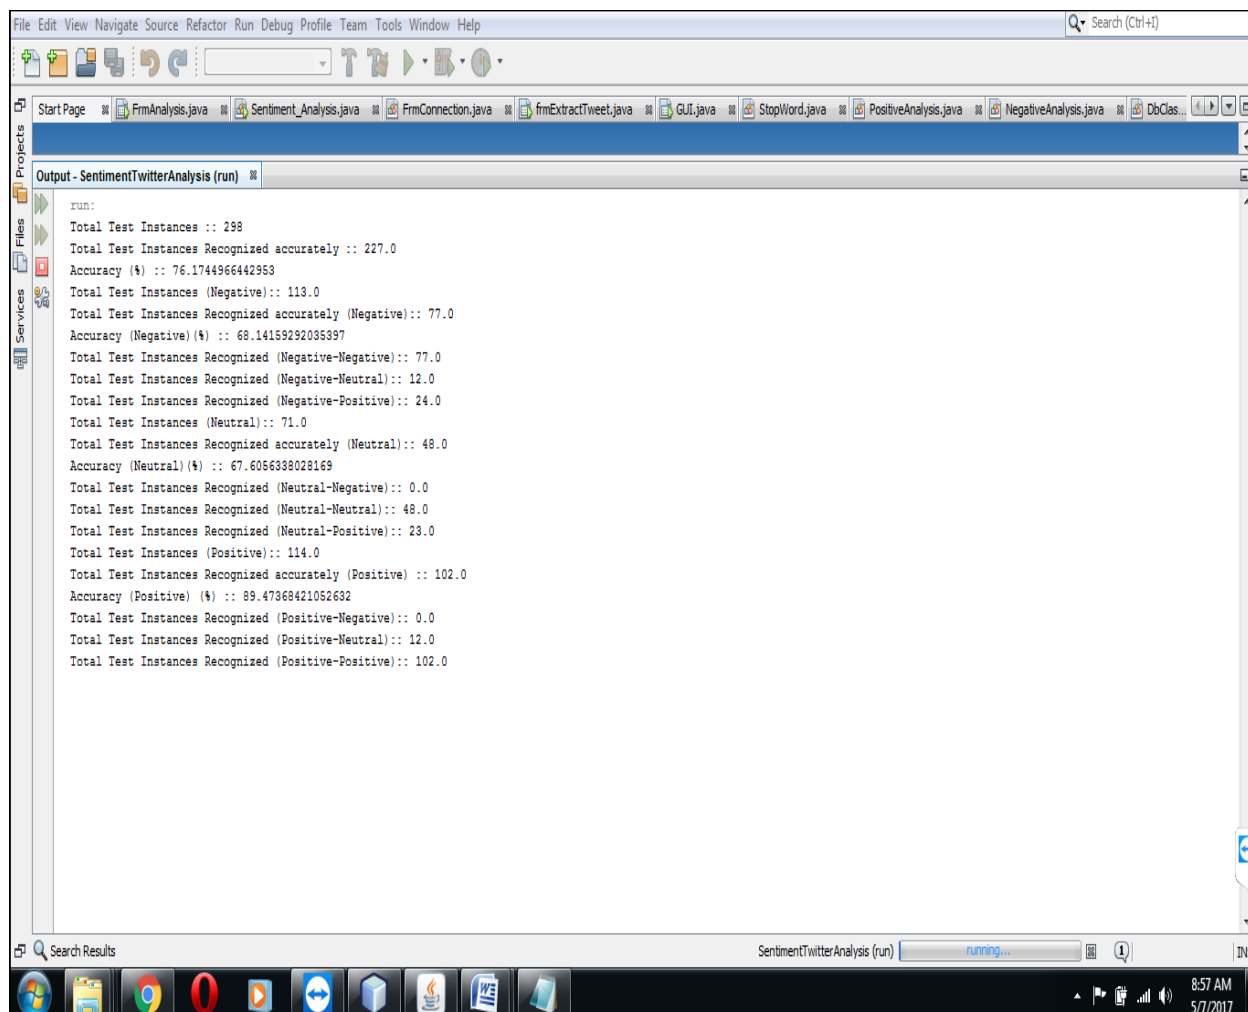 File Edit View Navigate Source Refactor Run Debug Profile Team Tools Window Help
Search (Ctrl+I)
Start Page FrmAnalysis.java Sentiment_Analysis.java FrmConnection.java frmExtractTweet.java GUI.java StopWord.java PositiveAnalysis.java NegativeAnalysis.java DbClas...
Projects
Files
Services
Output - SentimentTwitterAnalysis (run)
run:
Total Test Instances :: 298
Total Test Instances Recognized accurately :: 227.0
Accuracy (%) :: 76.1744966442953
Total Test Instances (Negative):: 113.0
Total Test Instances Recognized accurately (Negative):: 77.0
Accuracy (Negative)(%) :: 68.14159292035397
Total Test Instances Recognized (Negative-Negative):: 77.0
Total Test Instances Recognized (Negative-Neutral):: 12.0
Total Test Instances Recognized (Negative-Positive):: 24.0
Total Test Instances (Neutral):: 71.0
Total Test Instances Recognized accurately (Neutral):: 48.0
Accuracy (Neutral)(%) :: 67.6056338028169
Total Test Instances Recognized (Neutral-Negative):: 0.0
Total Test Instances Recognized (Neutral-Neutral):: 48.0
Total Test Instances Recognized (Neutral-Positive):: 23.0
Total Test Instances (Positive):: 114.0
Total Test Instances Recognized accurately (Positive) :: 102.0
Accuracy (Positive) (%) :: 89.47368421052632
Total Test Instances Recognized (Positive-Negative):: 0.0
Total Test Instances Recognized (Positive-Neutral):: 12.0
Total Test Instances Recognized (Positive-Positive):: 102.0
Search Results
SentimentTwitterAnalysis (run) running... 1 IN
8:57 AM
5/7/2017